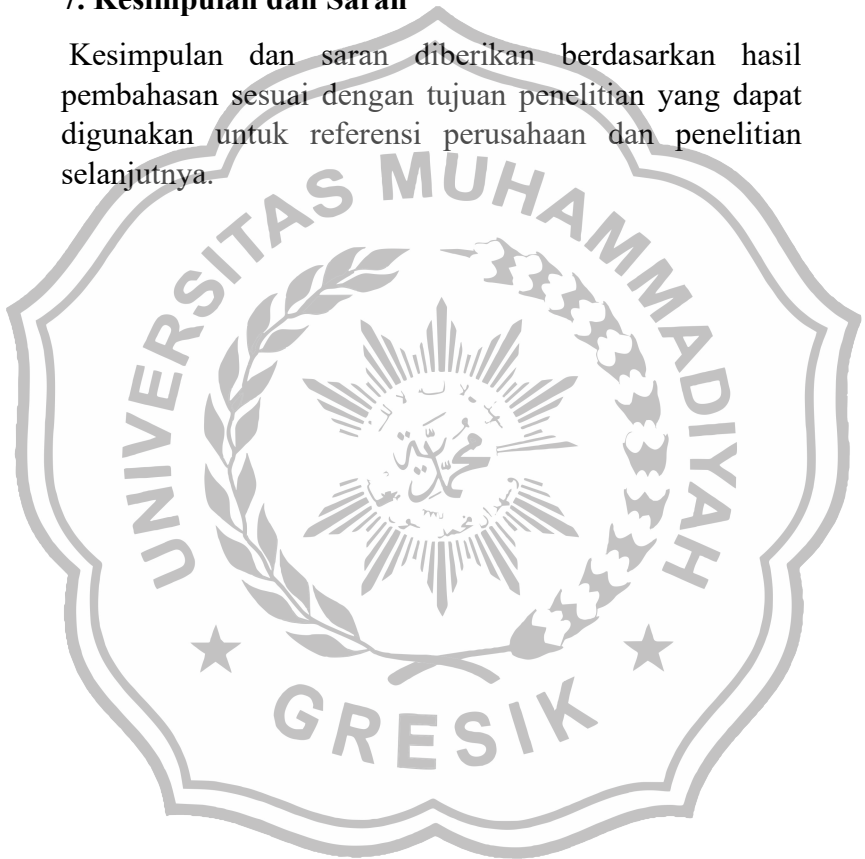 7. Kesimpulan dan Saran
Kesimpulan dan saran diberikan berdasarkan hasil
pembahasan sesuai dengan tujuan penelitian yang dapat
digunakan untuk referensi perusahaan dan penelitian
selanjutnya.
UNIVERSITAS MUHAMMADIYAH
محمدية
GRESIK